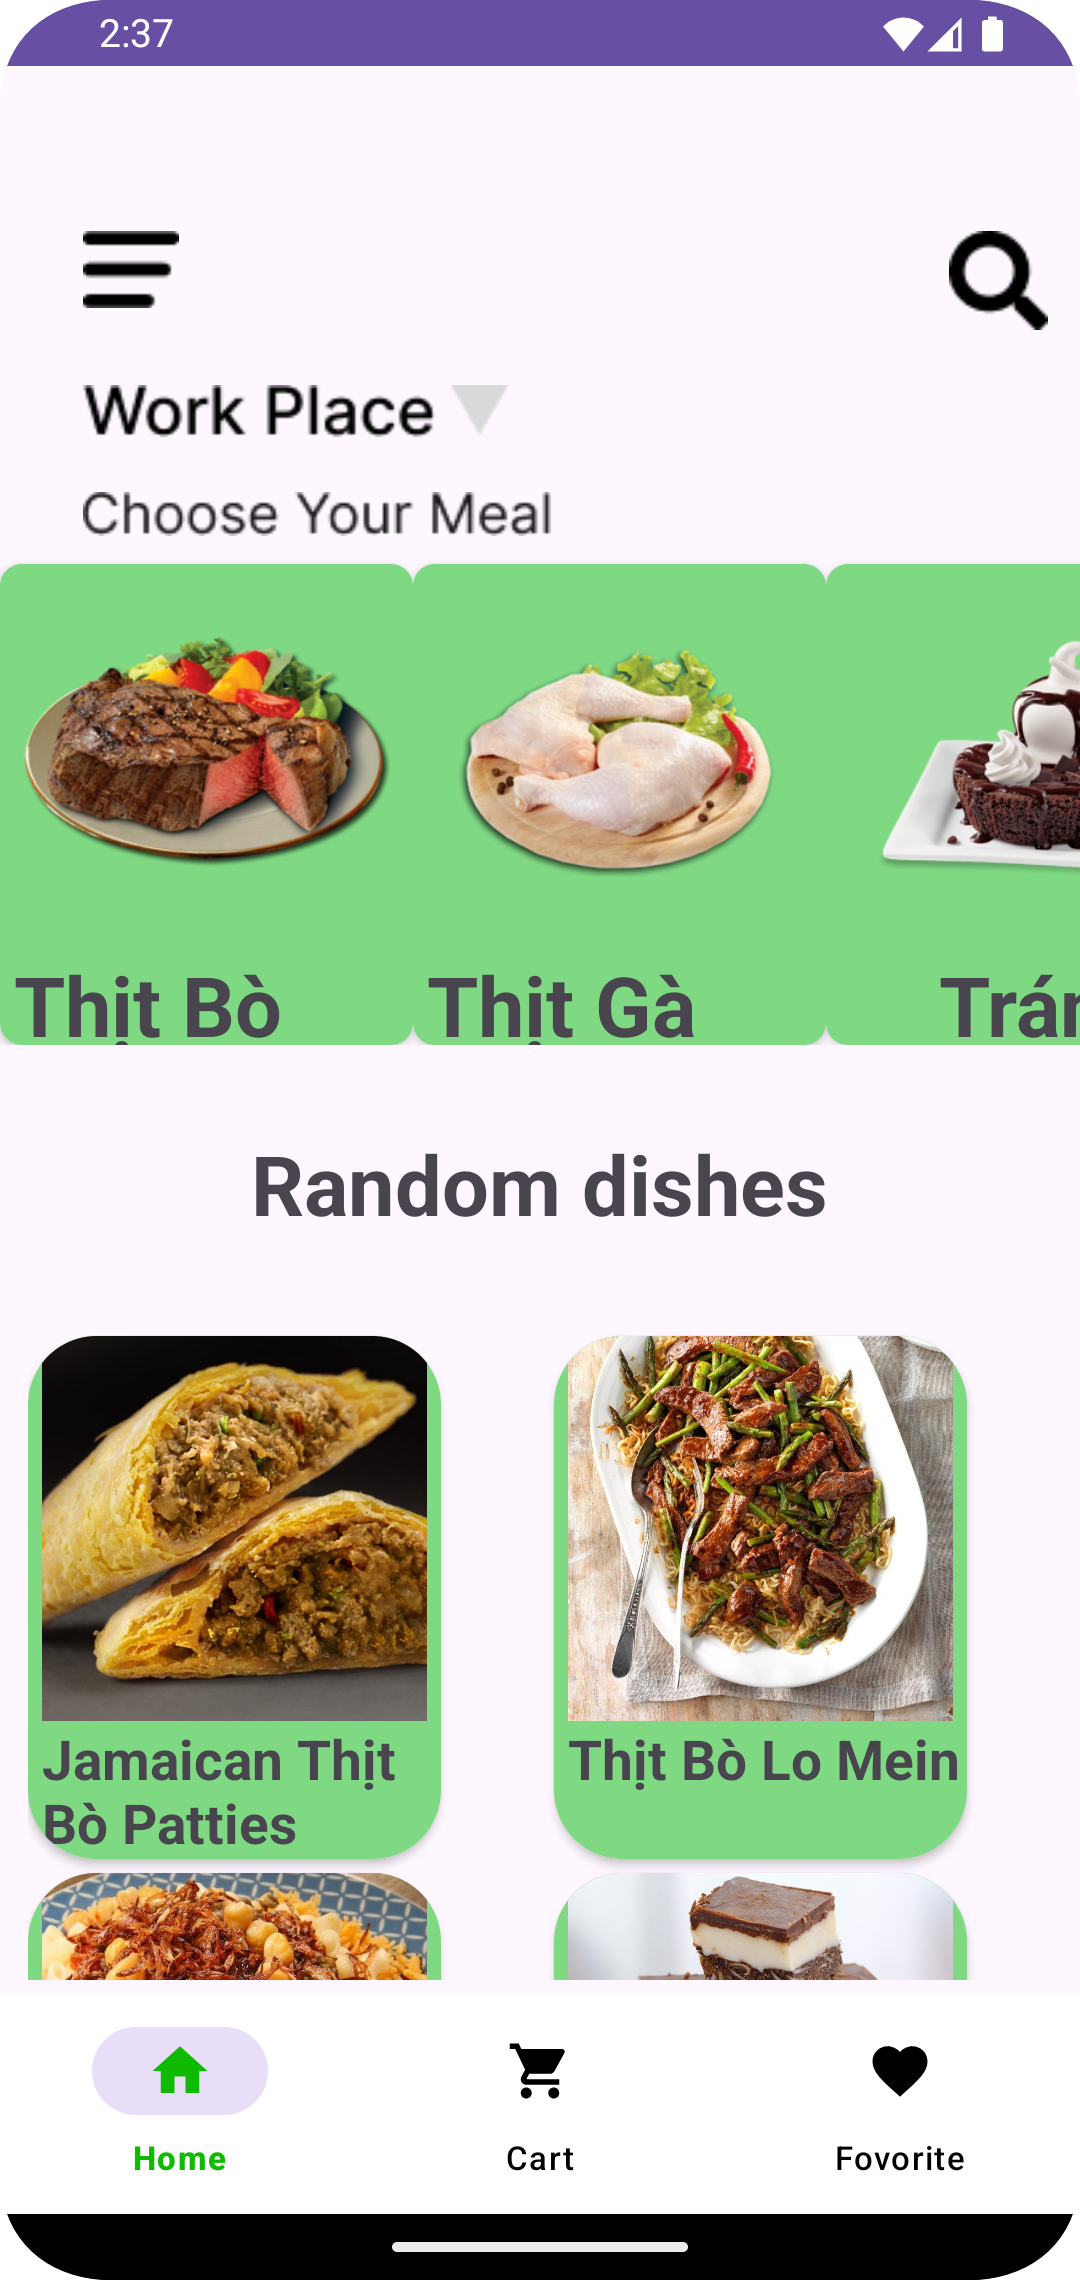 2:37
Work Place
Choose Your Meal
Thịt Bò
Thịt Gà
Random dishes
Jamaican Thịt
Bò Patties
Thịt Bò Lo Mein
Home
Cart
Fovorite